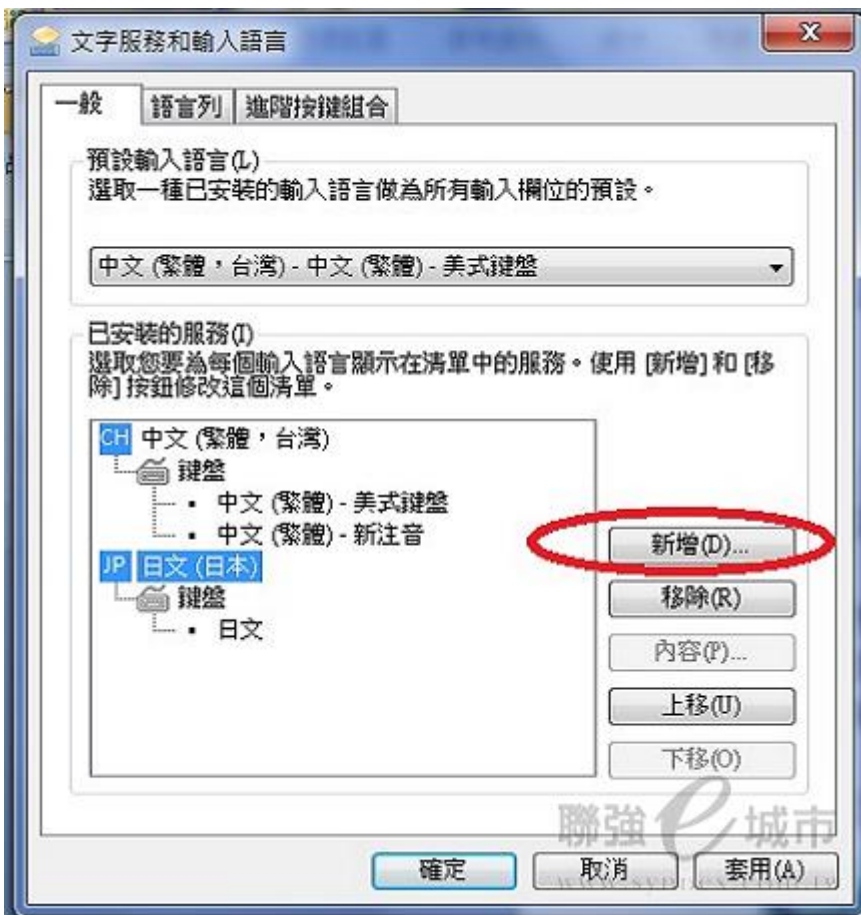 文字服務和輸入語言
一般
語言列
進階按鍵組合
預設輸入語言(L)
選取一種已安裝的輸入語言做為所有輸入欄位的預設。
中文 (繁體，台灣) - 中文 (繁體) - 美式鍵盤
已安裝的服務(I)
選取您要為每個輸入語言顯示在清單中的服務。使用 [新增] 和 [移
除] 按鈕修改這個清單。
CH 中文 (繁體，台灣)
鍵盤
中文 (繁體) - 美式鍵盤
中文 (繁體) - 新注音
JP 日文 (日本)
鍵盤
日文
新增(D)...
移除(R)
內容(P)...
上移(U)
下移(O)
聯強e城市
確定
取消
套用(A)